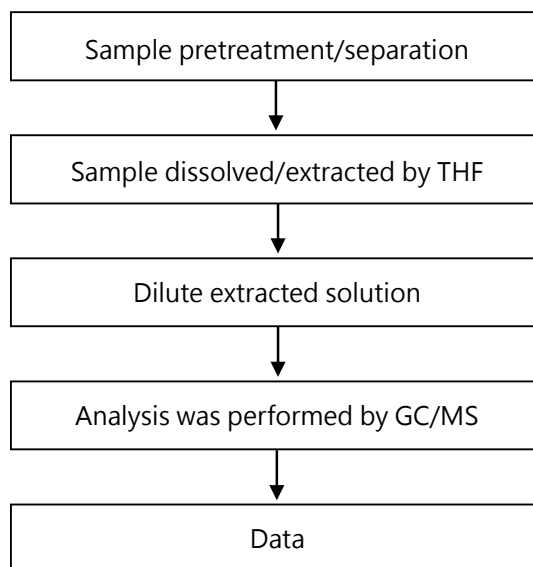 Sample pretreatment/separation
Sample dissolved/extracted by THF
Dilute extracted solution
Analysis was performed by GC/MS
Data